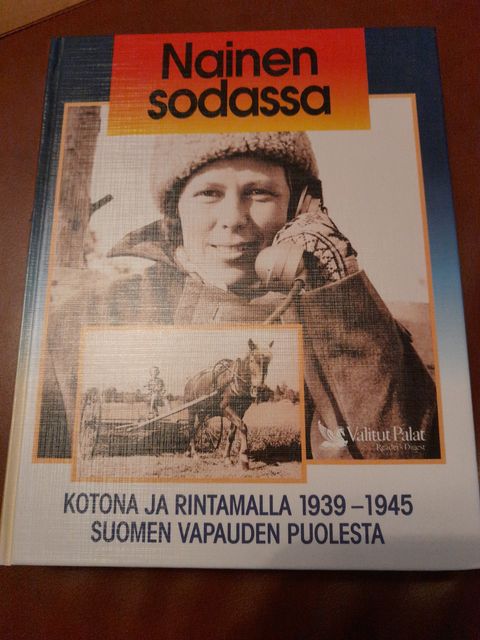 Nainen
sodassa
Valitut Palat
Reader's Digest
KOTONA JA RINTAMALLA 1939–1945
SUOMEN VAPAUDEN PUOLESTA